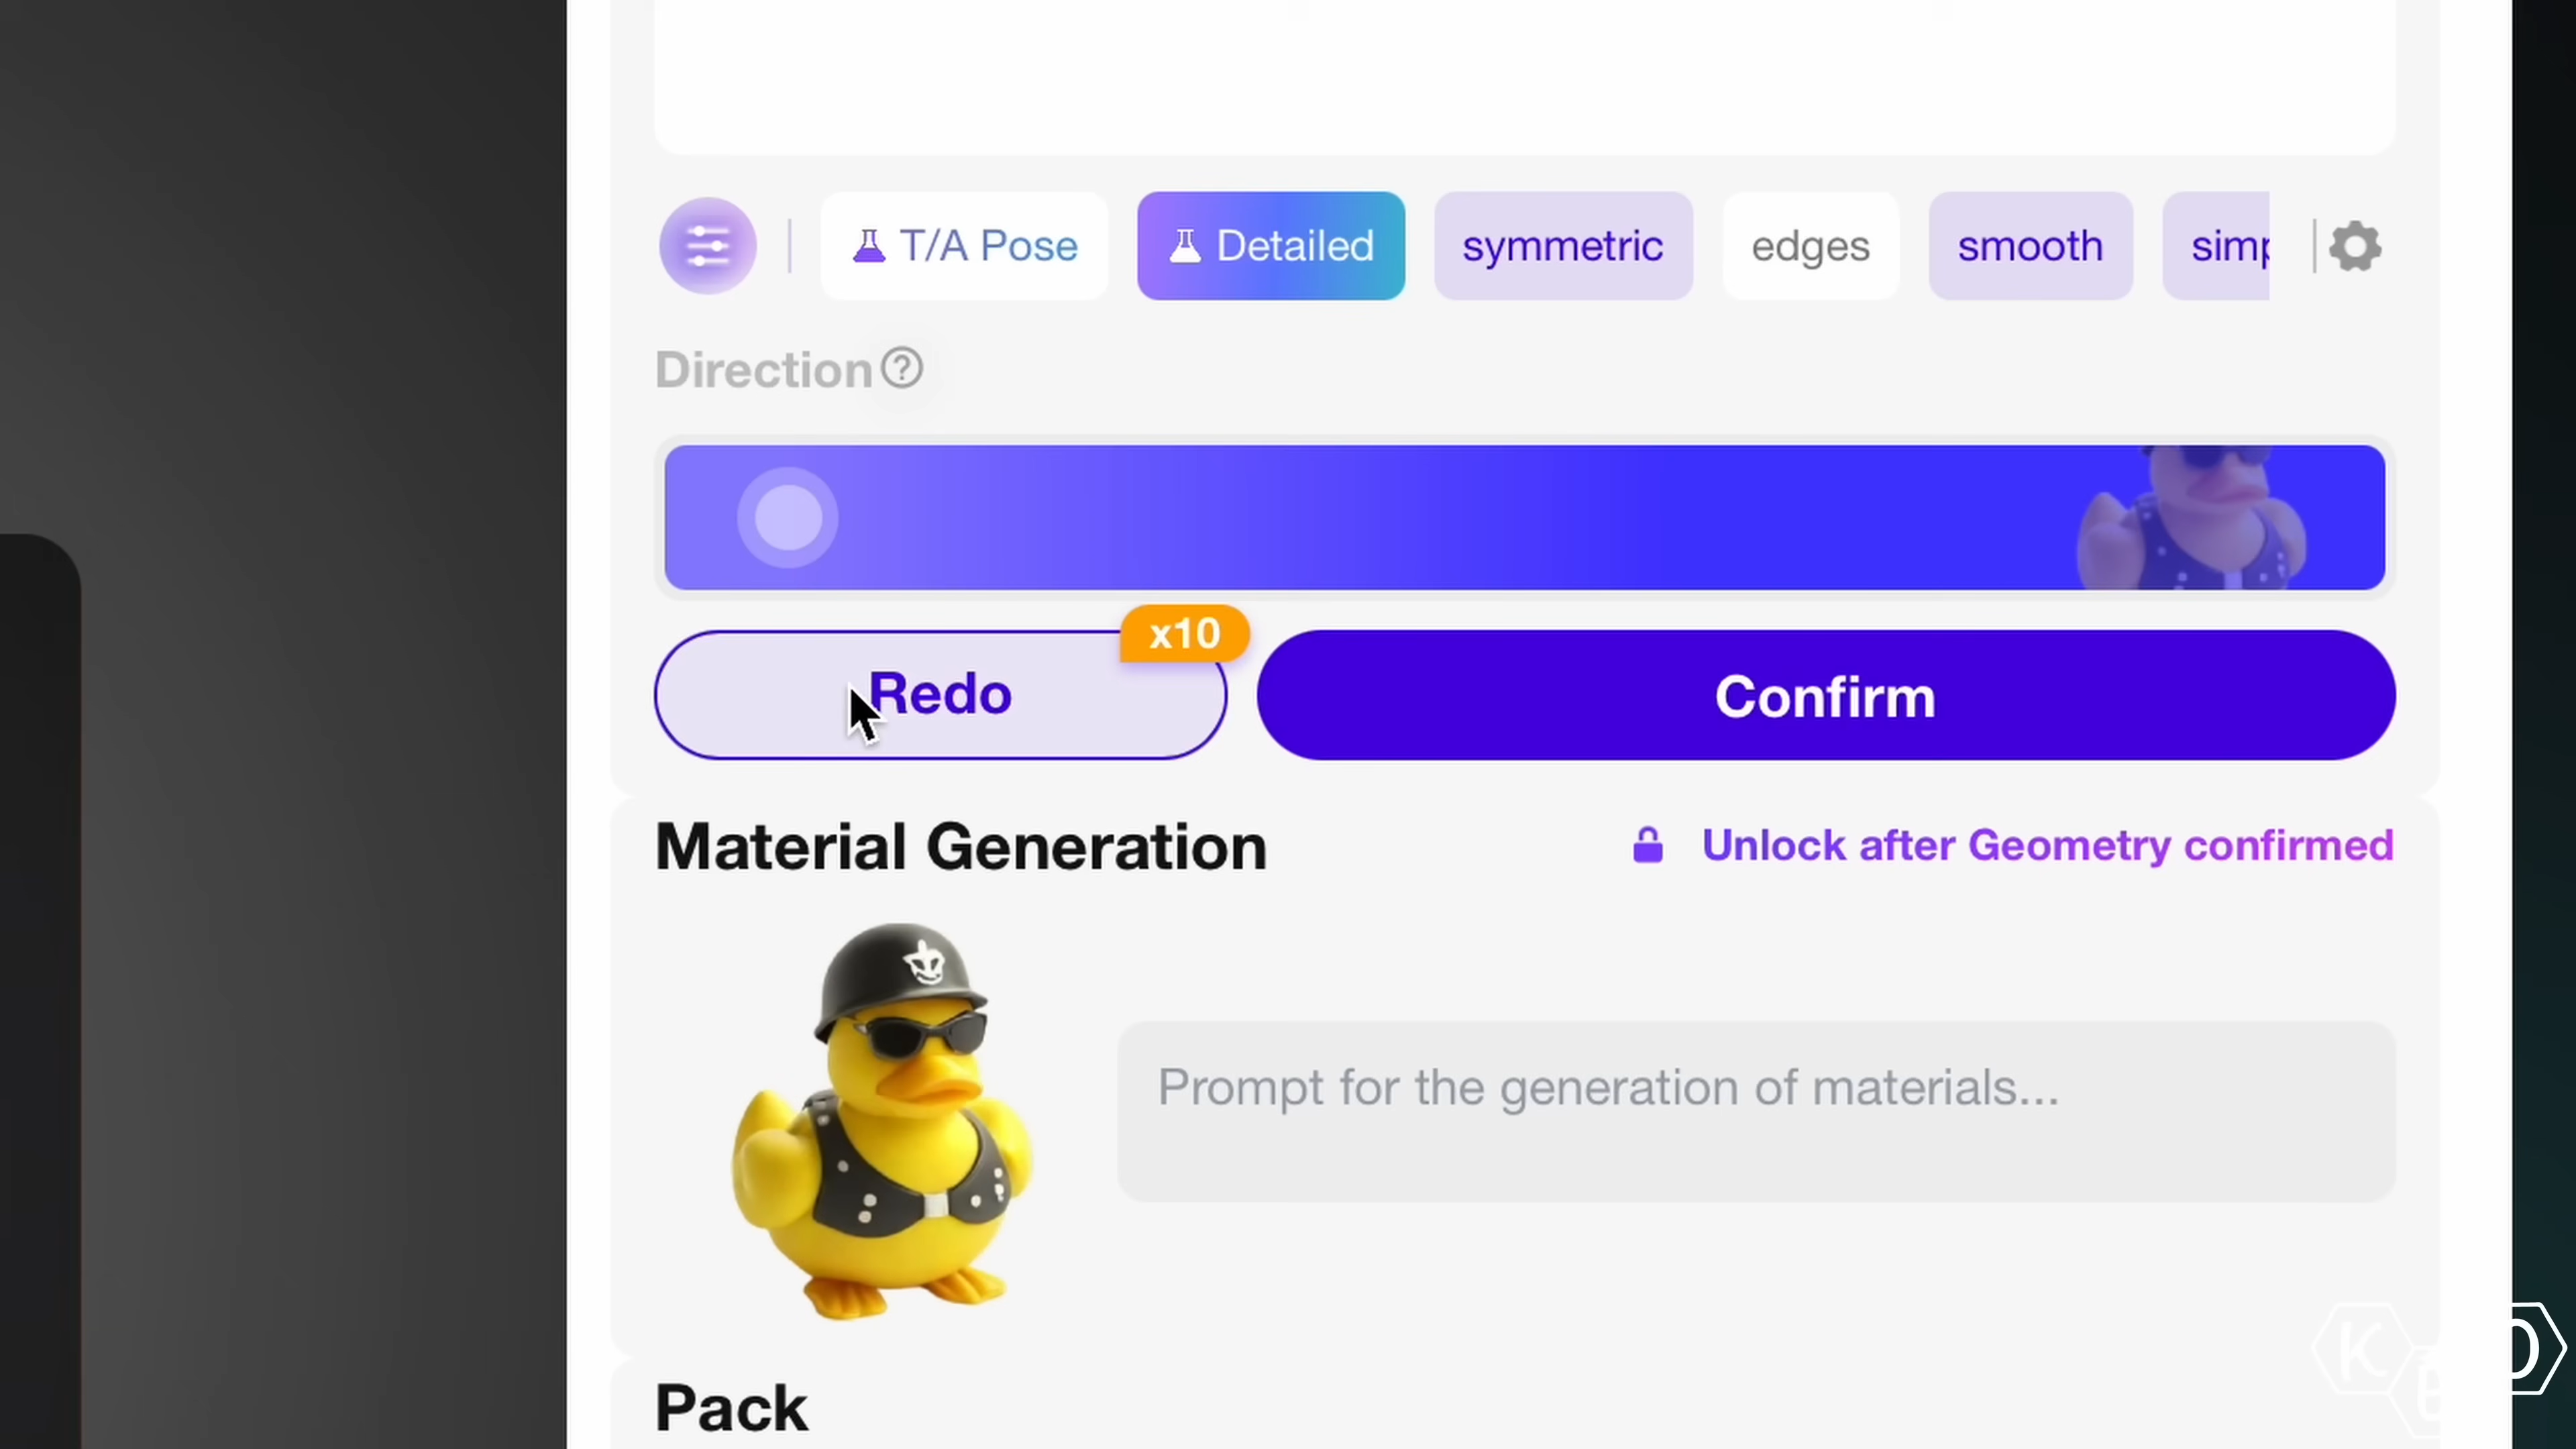 T/A Pose Detailed symmetric edges smooth
Direction
x10
Redo Confirm
Material Generation Unlock after Geometry confirmed
Prompt for the generation of materials...
Pack
K